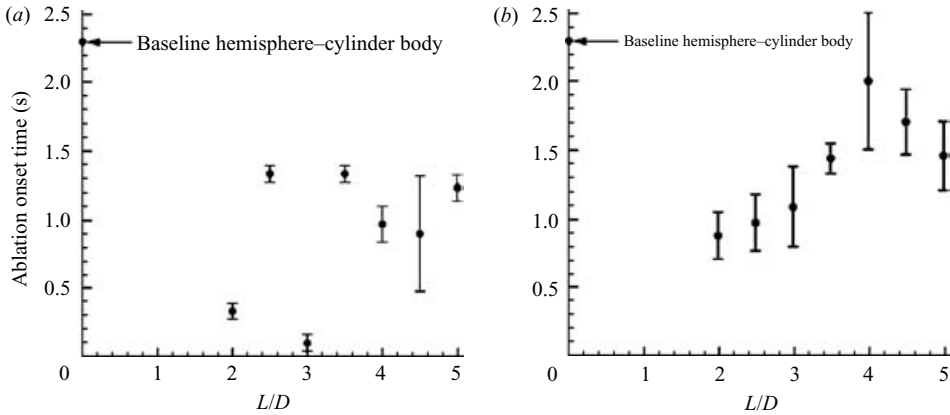 (a)
2.5
Baseline hemisphere–cylinder body
2.0
1.5
1.0
0.5
Ablation onset time (s)
0 1 2 3 4 5
L/D
(b)
2.5
Baseline hemisphere–cylinder body
2.0
1.5
1.0
0.5
0 1 2 3 4 5
L/D